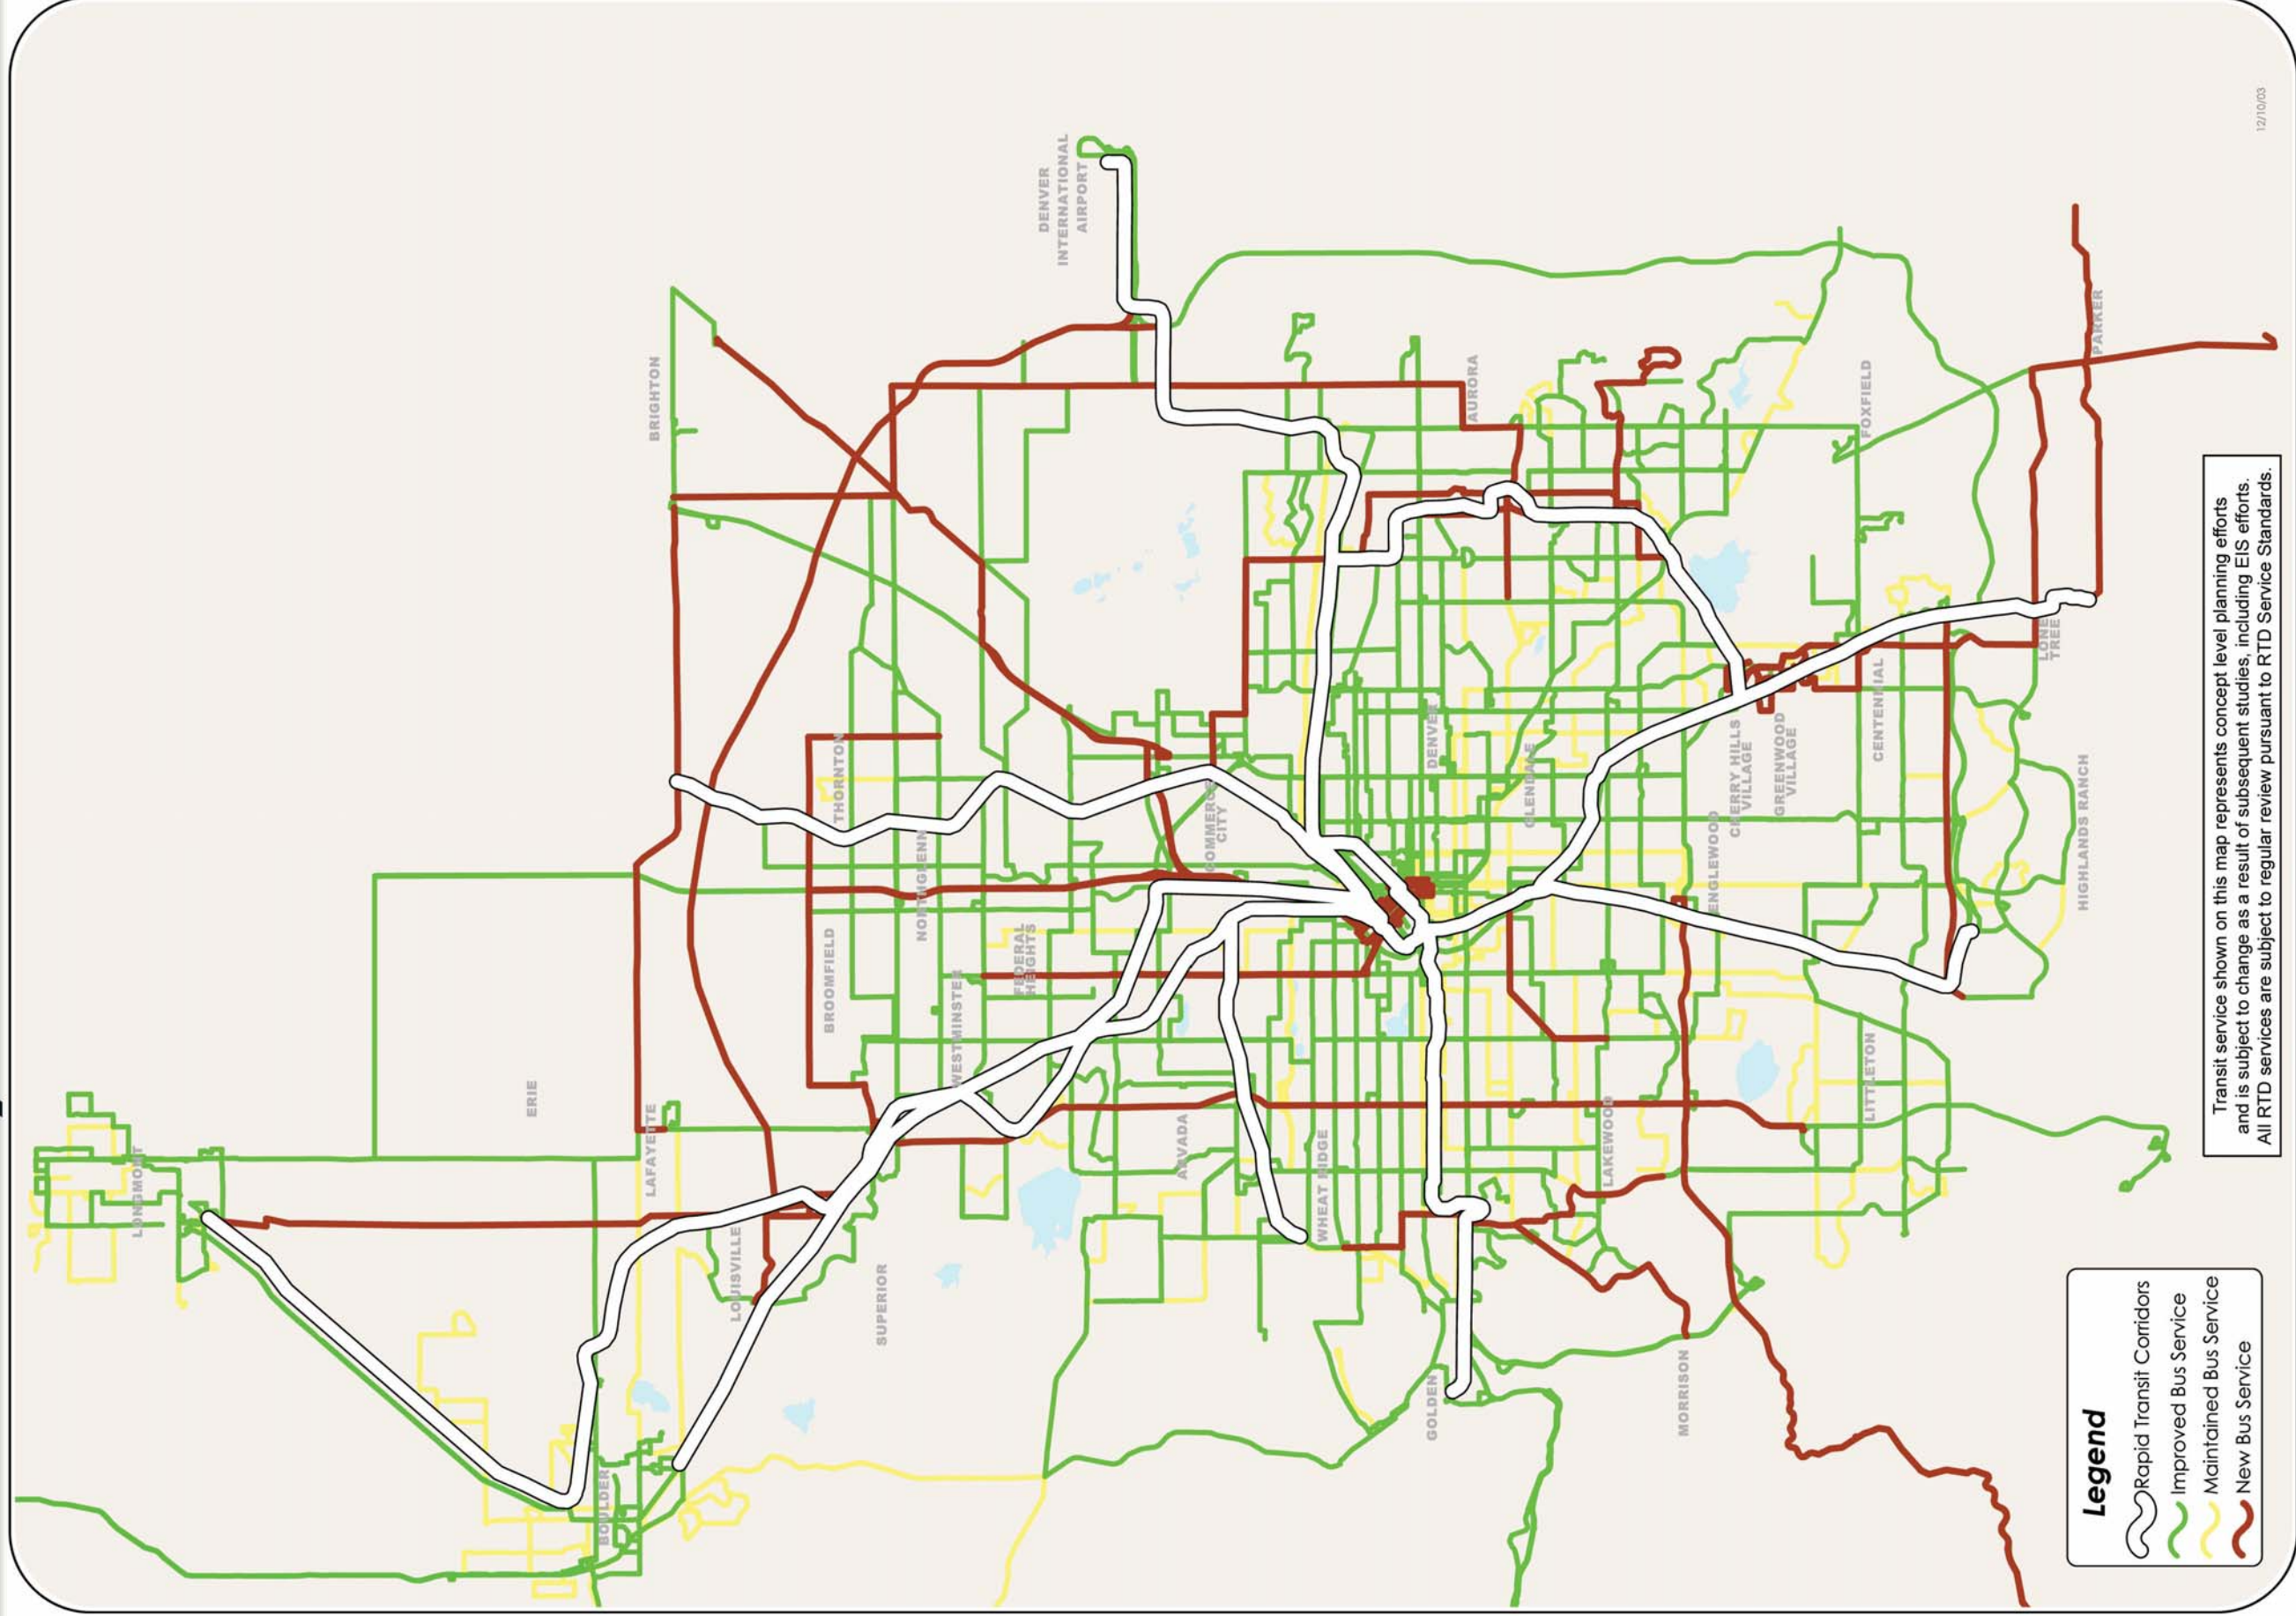 LONGMONT
ERIE
LAFAYETTE
BOULDER
LOUISVILLE
SUPERIOR
BRIGHTON
THORNTON
NORTHGLENN
BROOMFIELD
WESTMINSTER
FEDERAL
HEIGHTS
DENVER
INTERNATIONAL
AIRPORT
COMMERCE
CITY
ARVADA
WHEAT RIDGE
GOLDEN
DENVER
AURORA
GLENDALE
LAKEWOOD
MORRISON
ENGLEWOOD
CHERRY HILLS
VILLAGE
GREENWOOD
VILLAGE
CENTENNIAL
FOXFIELD
LITTLETON
LONE
TREE
PARKER
HIGHLANDS RANCH
Legend
Rapid Transit Corridors
Improved Bus Service
Maintained Bus Service
New Bus Service
Transit service shown on this map represents concept level planning efforts
and is subject to change as a result of subsequent studies, including EIS efforts.
All RTD services are subject to regular review pursuant to RTD Service Standards.
12/10/03